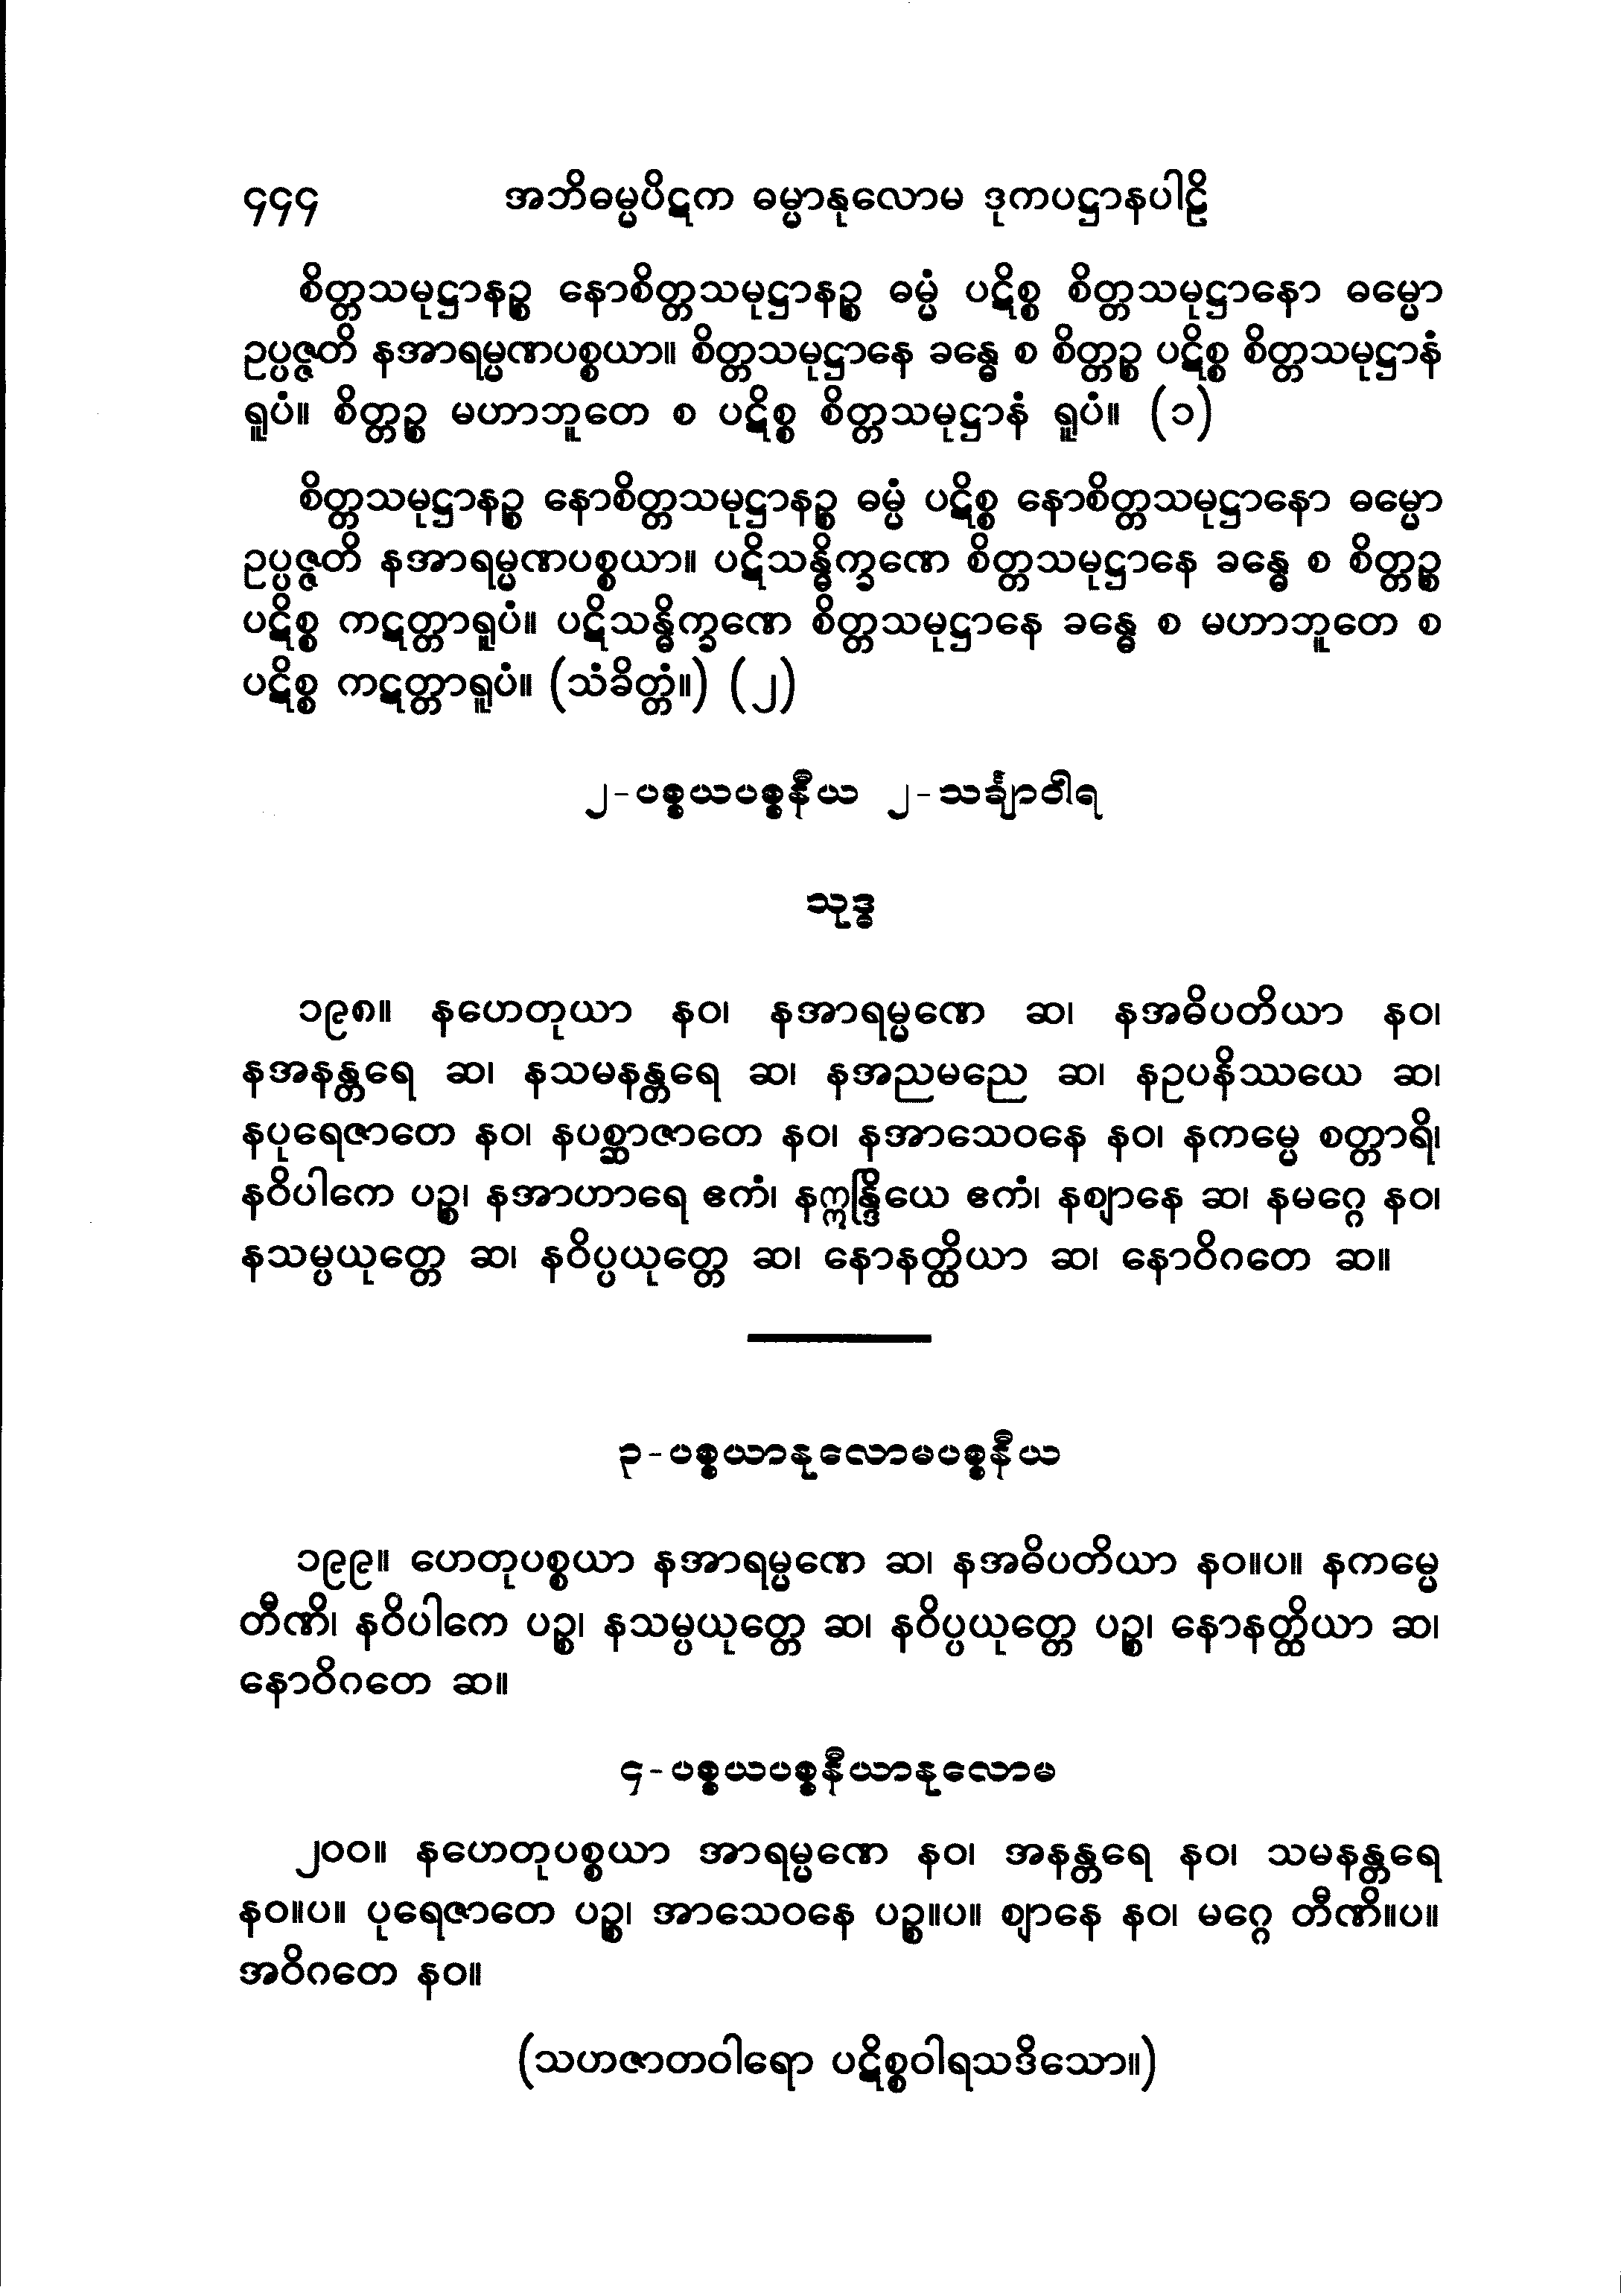 ၄၄၄ အဘိဓမ္မပိဋက ဓမ္မာနုလောမ ဒုကပဋ္ဌာနပါဠိ
စိတ္တသမုဋ္ဌာနဉ္စ နောစိတ္တသမုဋ္ဌာနဉ္စ ဓမ္မံ ပဋိစ္စ စိတ္တသမုဋ္ဌာနော ဓမ္မော
ဥပ္ပဇ္ဇတိ နအာရမ္မဏပစ္စယာ။ စိတ္တသမုဋ္ဌာနေ ခန္ဓေ စ စိတ္တဉ္စ ပဋိစ္စ စိတ္တသမုဋ္ဌာနံ
ရူပံ။ စိတ္တဉ္စ မဟာဘူတေ စ ပဋိစ္စ စိတ္တသမုဋ္ဌာနံ ရူပံ။ (၁)
စိတ္တသမုဋ္ဌာနဉ္စ နောစိတ္တသမုဋ္ဌာနဉ္စ ဓမ္မံ ပဋိစ္စ နောစိတ္တသမုဋ္ဌာနော ဓမ္မော
ဥပ္ပဇ္ဇတိ နအာရမ္မဏပစ္စယာ။ ပဋိသန္ဓိက္ခဏေ စိတ္တသမုဋ္ဌာနေ ခန္ဓေ စ စိတ္တဉ္စ
ပဋိစ္စ ကဋတ္တာရူပံ။ ပဋိသန္ဓိက္ခဏေ စိတ္တသမုဋ္ဌာနေ ခန္ဓေ စ မဟာဘူတေ စ
ပဋိစ္စ ကဋတ္တာရူပံ။ (သံခိတ္တံ။) (၂)
၂-ပစ္စယပစ္စနီယ ၂-သင်္ချာဝါရ
သုဒ္ဓ
၁၉၈။ နဟေတုယာ နဝ၊ နအာရမ္မဏေ ဆ၊ နအဓိပတိယာ နဝ၊
နအနန္တရေ ဆ၊ နသမနန္တရေ ဆ၊ နအညမညေ ဆ၊ နဥပနိဿယေ ဆ၊
နပုရေဇာတေ နဝ၊ နပစ္ဆာဇာတေ နဝ၊ နအာသေဝနေ နဝ၊ နကမ္မေ စတ္တာရိ၊
နဝိပါကေ ပဉ္စ၊ နအာဟာရေ ဧကံ၊ နဣန္ဒြိယေ ဧကံ၊ နဈာနေ ဆ၊ နမဂ္ဂေ နဝ၊
နသမ္ပယုတ္တေ ဆ၊ နဝိပ္ပယုတ္တေ ဆ၊ နောနတ္ထိယာ ဆ၊ နောဝိဂတေ ဆ။
၃-ပစ္စယာနုလောမပစ္စနီယ
၁၉၉။ ဟေတုပစ္စယာ နအာရမ္မဏေ ဆ၊ နအဓိပတိယာ နဝ။ပ။ နကမ္မေ
တီဏိ၊ နဝိပါကေ ပဉ္စ၊ နသမ္ပယုတ္တေ ဆ၊ နဝိပ္ပယုတ္တေ ပဉ္စ၊ နောနတ္ထိယာ ဆ၊
နောဝိဂတေ ဆ။
၄-ပစ္စယပစ္စနီယာနုလောမ
၂၀၀။ နဟေတုပစ္စယာ အာရမ္မဏေ နဝ၊ အနန္တရေ နဝ၊ သမနန္တရေ
နဝ။ပ။ ပုရေဇာတေ ပဉ္စ၊ အာသေဝနေ ပဉ္စ။ပ။ ဈာနေ နဝ၊ မဂ္ဂေ တီဏိ။ပ။
အဝိဂတေ နဝ။
(သဟဇာတဝါရော ပဋိစ္စဝါရသဒိသော။)